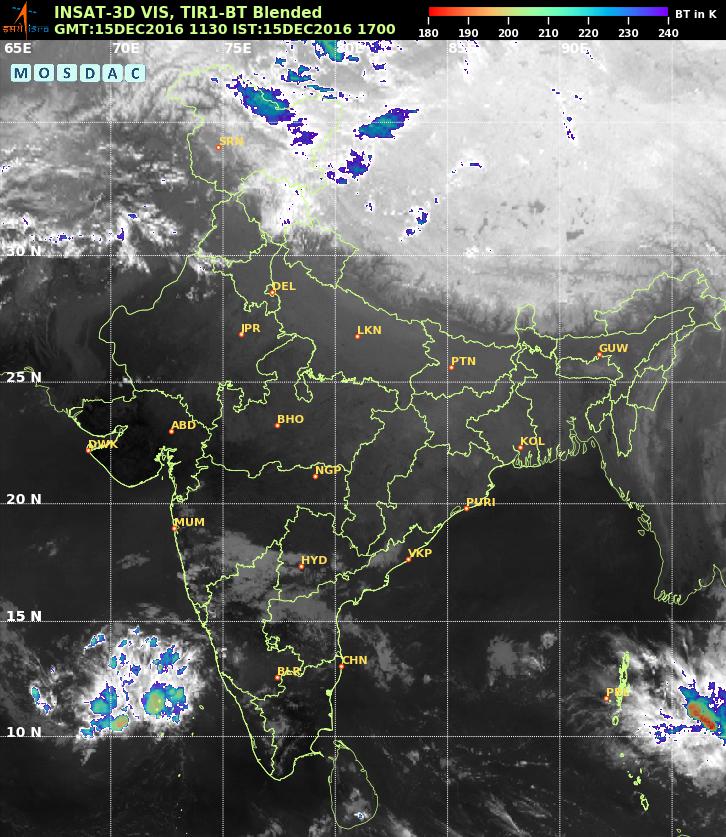 INSAT-3D VIS, TIR1-BT Blended
GMT:15DEC2016 1130 IST:15DEC2016 1700
BT in K
180 190 200 210 220 230 240
65E 70E 75E 80E 85E 90E
MOSDAC
SRN
30 N
DEL
JPR
LKN
GUW
PTN
25 N
BHO
ABD
DWK
KOL
NGP
20 N
PURI
MUM
VKP
HYD
15 N
CHN
BLR
10 N